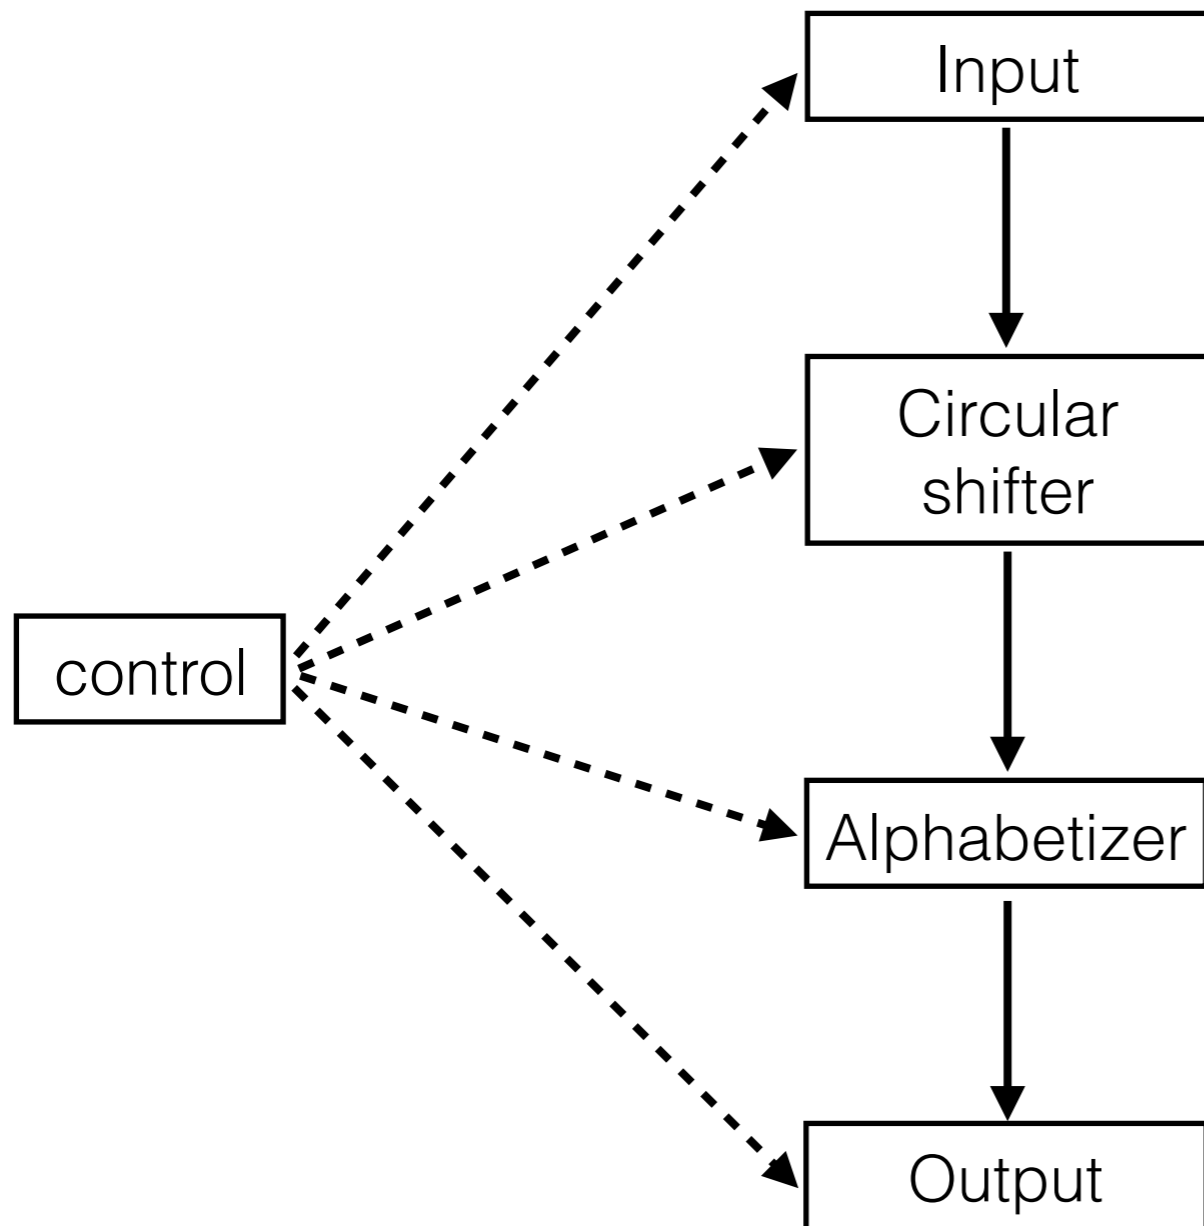 Input
Circular
shifter
control
Alphabetizer
Output